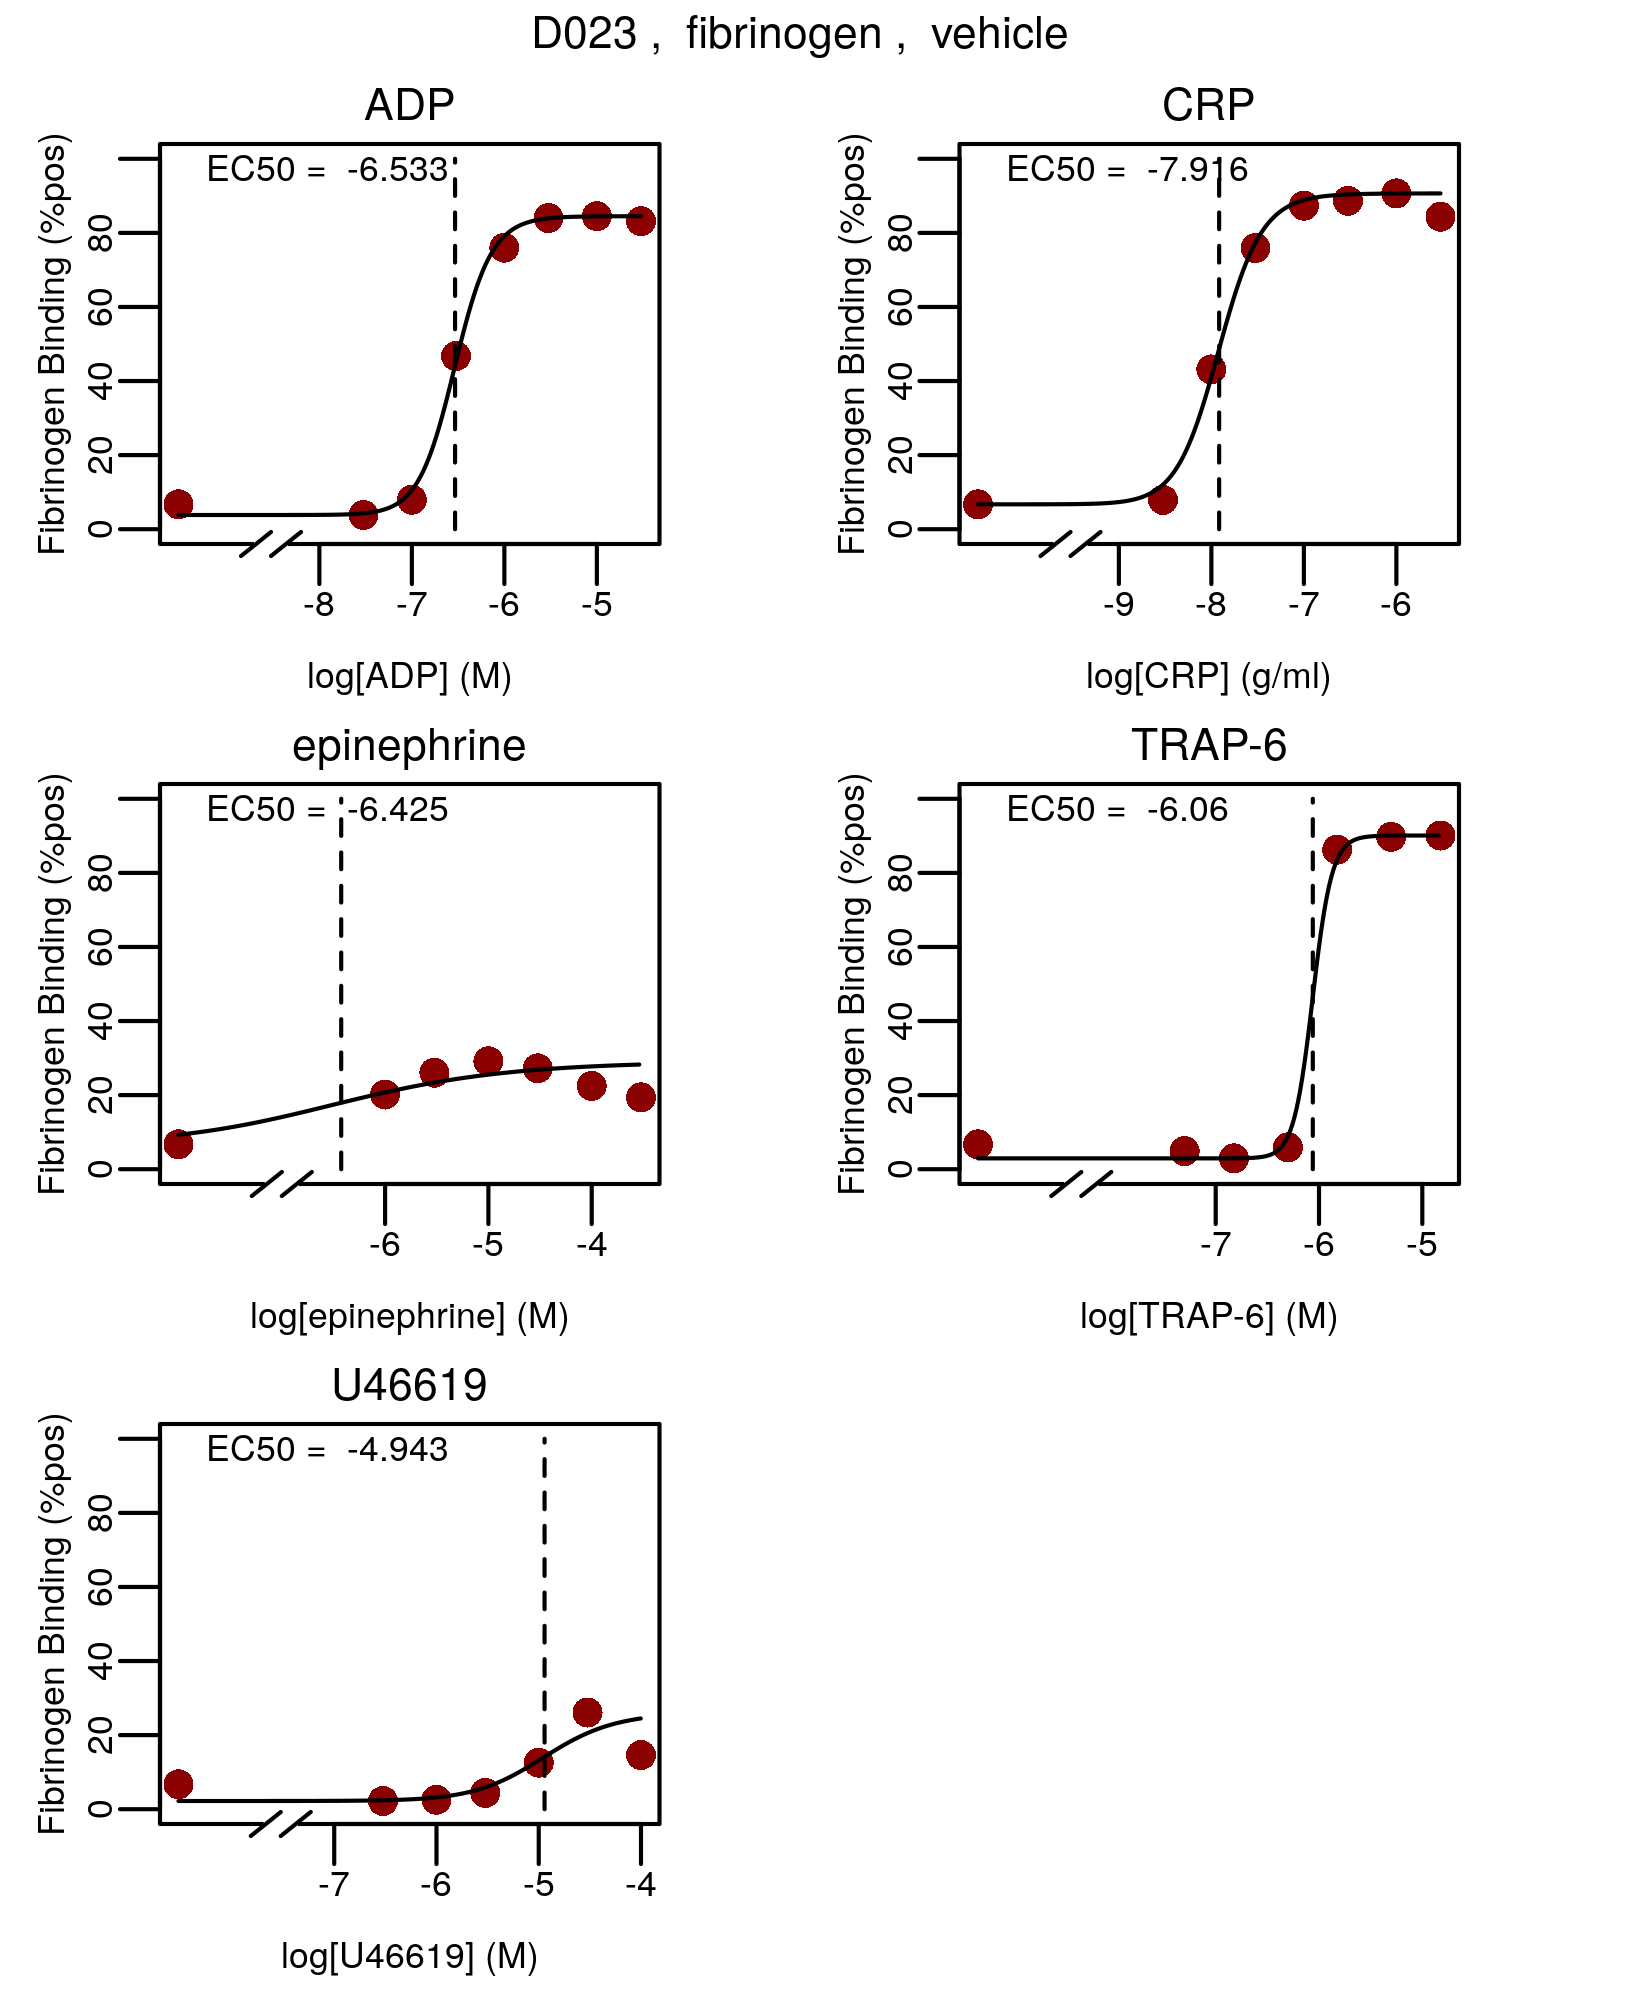 D023 ,  fibrinogen ,  vehicle
ADP
EC50 =  -6.533
Fibrinogen Binding (%pos)
0 20 40 60 80
-8 -7 -6 -5
log[ADP] (M)
CRP
EC50 =  -7.916
Fibrinogen Binding (%pos)
0 20 40 60 80
-9 -8 -7 -6
log[CRP] (g/ml)
epinephrine
EC50 =  -6.425
Fibrinogen Binding (%pos)
0 20 40 60 80
-6 -5 -4
log[epinephrine] (M)
TRAP-6
EC50 =  -6.06
Fibrinogen Binding (%pos)
0 20 40 60 80
-7 -6 -5
log[TRAP-6] (M)
U46619
EC50 =  -4.943
Fibrinogen Binding (%pos)
0 20 40 60 80
-7 -6 -5 -4
log[U46619] (M)